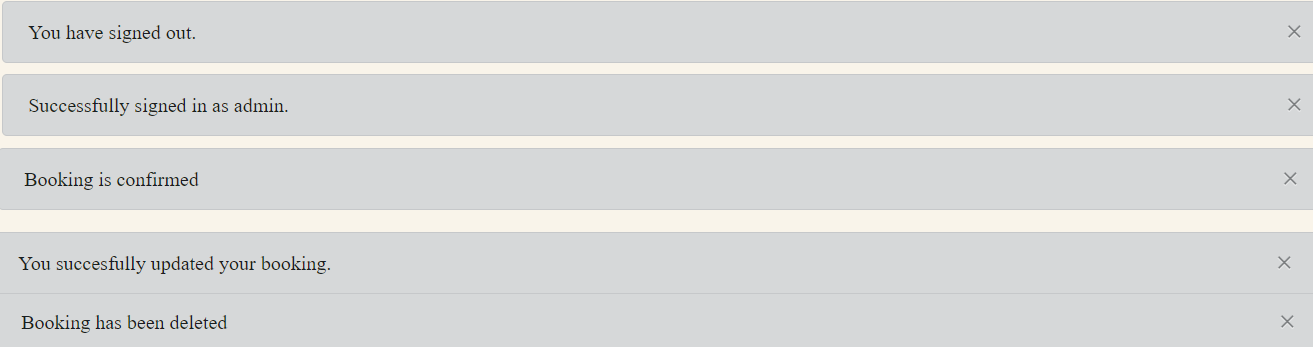 You have signed out.
Successfully signed in as admin.
Booking is confirmed
You succesfully updated your booking.
Booking has been deleted